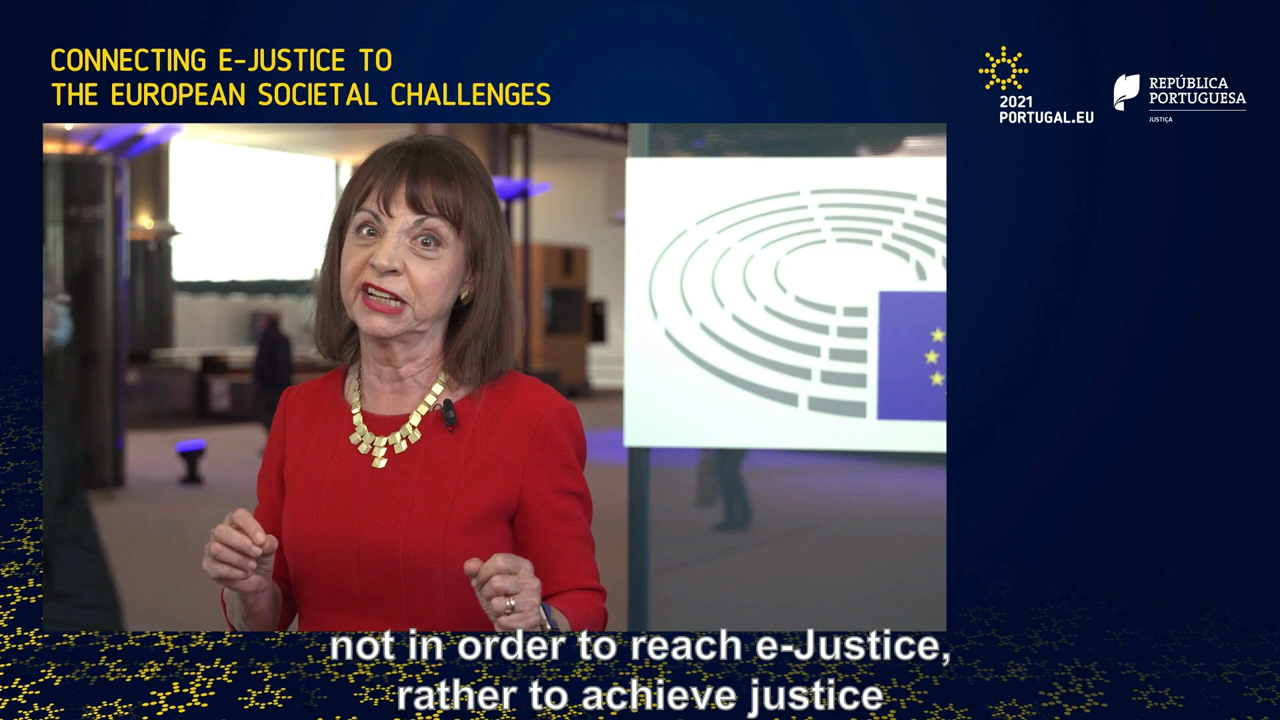 CONNECTING E-JUSTICE TO
THE EUROPEAN SOCIETAL CHALLENGES
2021
PORTUGAL.EU
REPÚBLICA
PORTUGUESA
JUSTIÇA
not in order to reach e-Justice,
rather to achieve justice